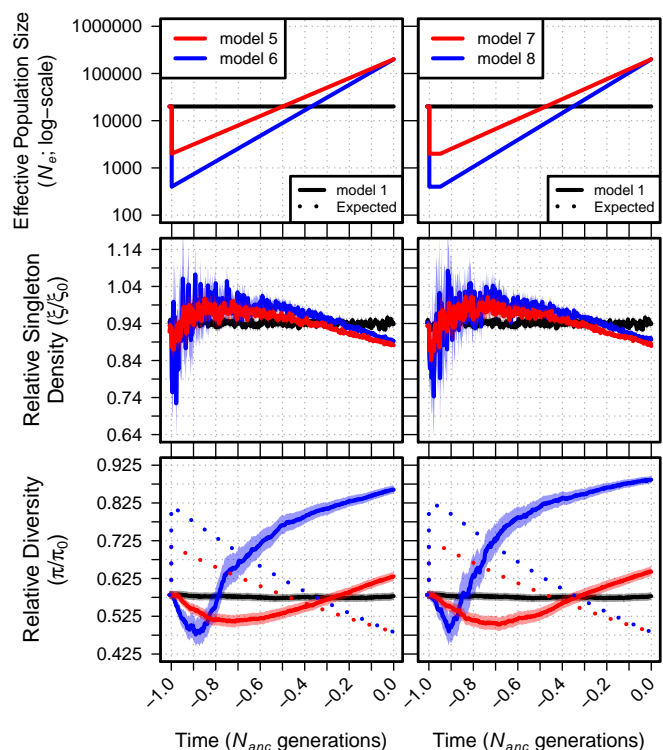 Effective Population Size
(Ne; log−scale)
1000000
100000
10000
1000
100
model 5
model 6
model 1
Expected
model 7
model 8
model 1
Expected
Relative Singleton
Density (ξ/ξ0)
1.14
1.04
0.94
0.84
0.74
0.64
Relative Diversity
(π/π0)
0.925
0.825
0.725
0.625
0.525
0.425
−1.0 −0.8 −0.6 −0.4 −0.2 0.0
−1.0 −0.8 −0.6 −0.4 −0.2 0.0
Time (Nanc generations)
Time (Nanc generations)